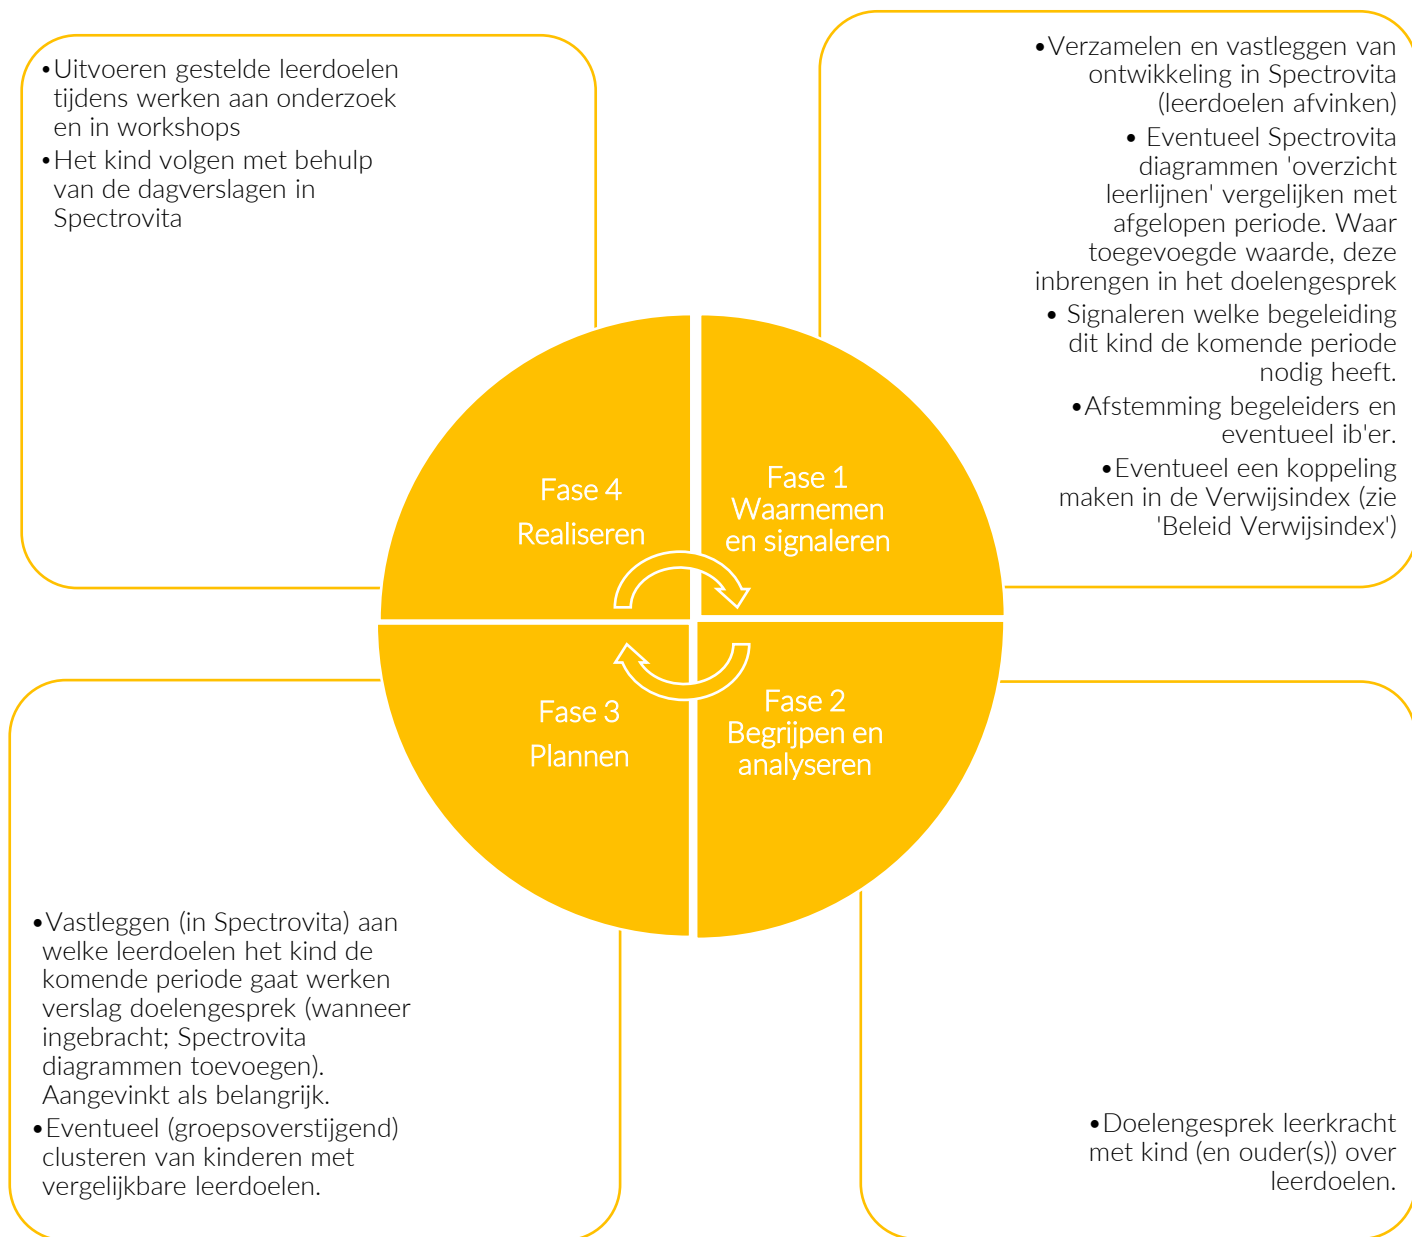 •Uitvoeren gestelde leerdoelen
tijdens werken aan onderzoek
en in workshops
•Het kind volgen met behulp
van de dagverslagen in
Spectrovita
•Verzamelen en vastleggen van
ontwikkeling in Spectrovita
(leerdoelen afvinken)
• Eventueel Spectrovita
diagrammen 'overzicht
leerlijnen' vergelijken met
afgelopen periode. Waar
toegevoegde waarde, deze
inbrengen in het doelengesprek
• Signaleren welke begeleiding
dit kind de komende periode
nodig heeft.
•Afstemming begeleiders en
eventueel ib'er.
•Eventueel een koppeling
maken in de Verwijsindex (zie
'Beleid Verwijsindex')
Fase 4
Realiseren
Fase 1
Waarnemen
en signaleren
Fase 3
Plannen
Fase 2
Begrijpen en
analyseren
•Vastleggen (in Spectrovita) aan
welke leerdoelen het kind de
komende periode gaat werken
verslag doelengesprek (wanneer
ingebracht; Spectrovita
diagrammen toevoegen).
Aangevinkt als belangrijk.
•Eventueel (groepsoverstijgend)
clusteren van kinderen met
vergelijkbare leerdoelen.
•Doelengesprek leerkracht
met kind (en ouder(s)) over
leerdoelen.